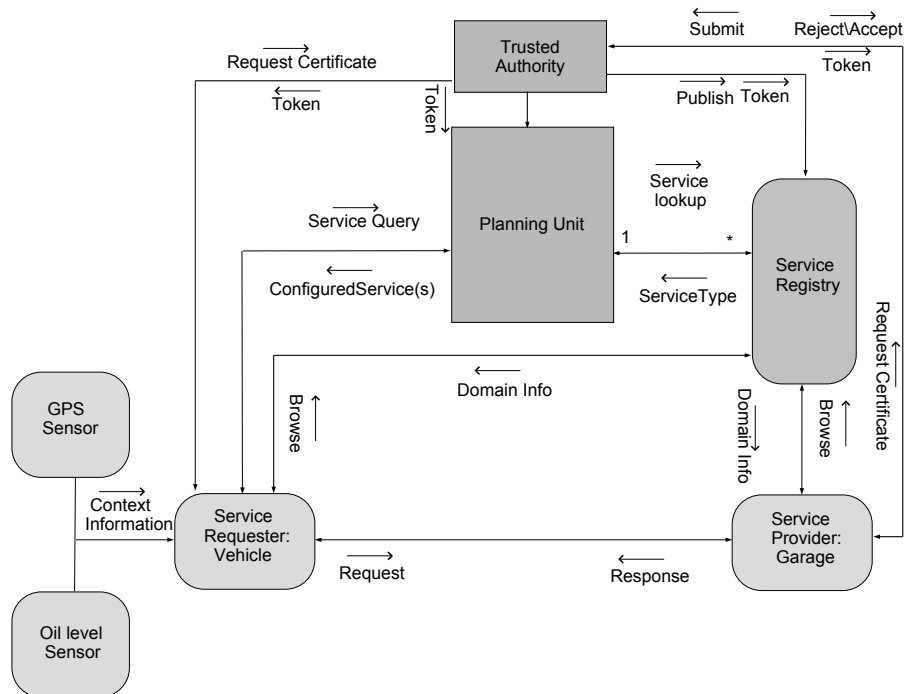 Submit
Reject\Accept
Trusted
Authority
Request Certificate
Token
Token
Token
Publish
Token
Service
lookup
Planning Unit
Service Query
1
*
ConfiguredService(s)
ServiceType
Service
Registry
Request Certificate
Domain Info
Browse
Domain Info
Browse
GPS
Sensor
Context
Information
Service
Requester:
Vehicle
Service
Provider:
Garage
Request
Response
Oil level
Sensor